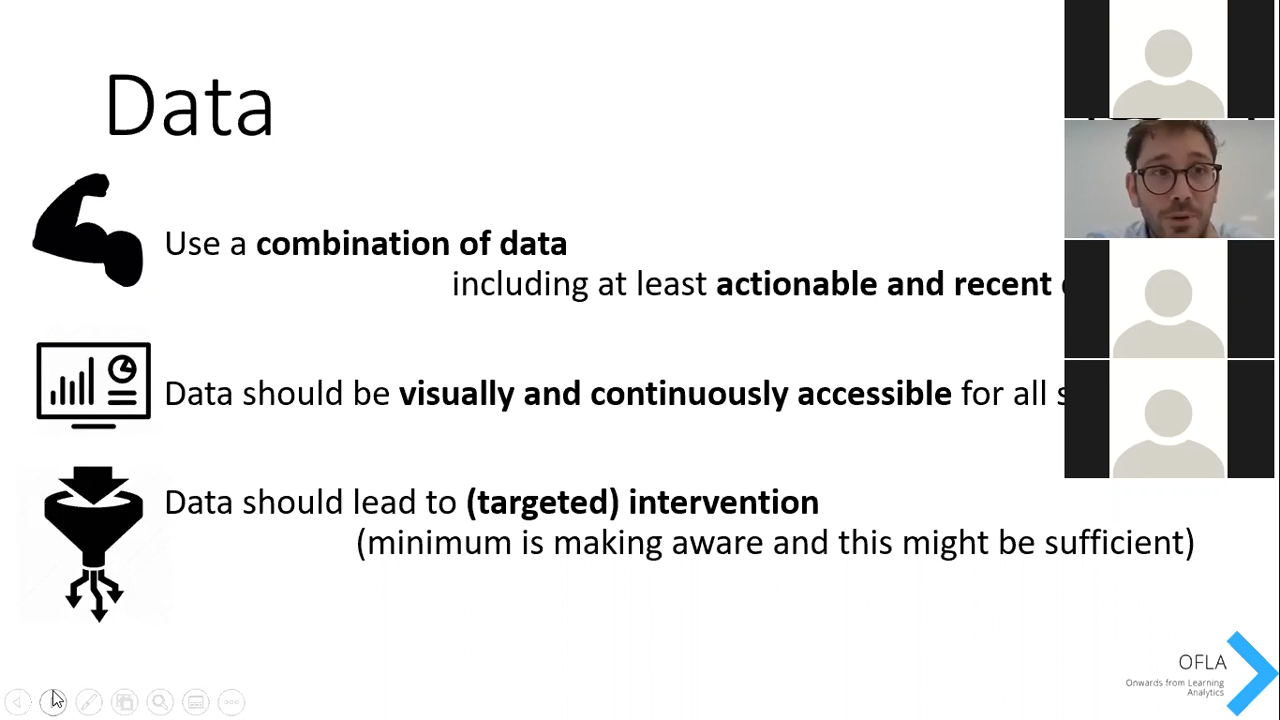 Data
Use a combination of data
including at least actionable and recent
Data should be visually and continuously accessible for all
Data should lead to (targeted) intervention
(minimum is making aware and this might be sufficient)
OFLA
Onwards from Learning
Analytics